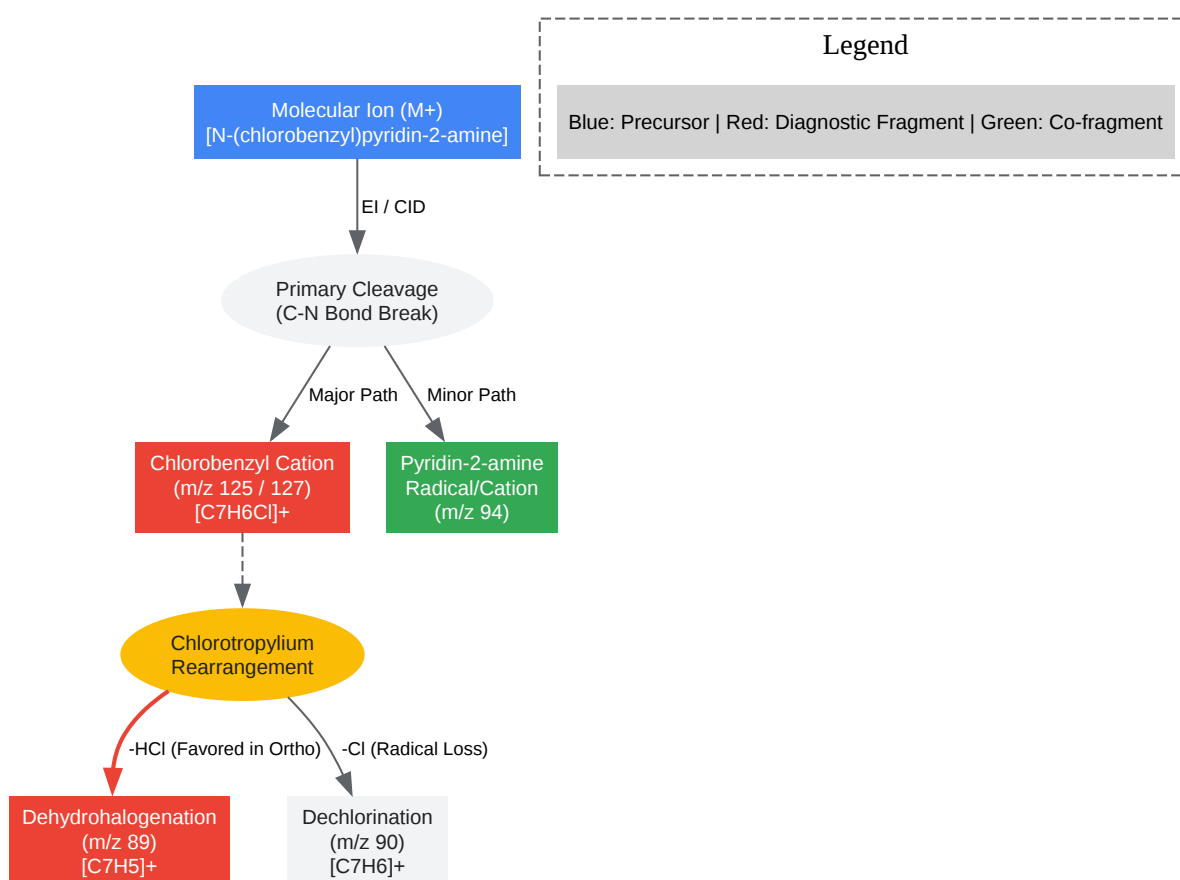 Legend
Blue: Precursor | Red: Diagnostic Fragment | Green: Co-fragment
Molecular Ion (M+)
[N-(chlorobenzyl)pyridin-2-amine]
EI / CID
Primary Cleavage
(C-N Bond Break)
Major Path
Minor Path
Chlorobenzyl Cation
(m/z 125 / 127)
[C7H6Cl]+
Pyridin-2-amine
Radical/Cation
(m/z 94)
Chlorotropylium
Rearrangement
-HCl (Favored in Ortho)
-Cl (Radical Loss)
Dehydrohalogenation
(m/z 89)
[C7H5]+
Dechlorination
(m/z 90)
[C7H6]+